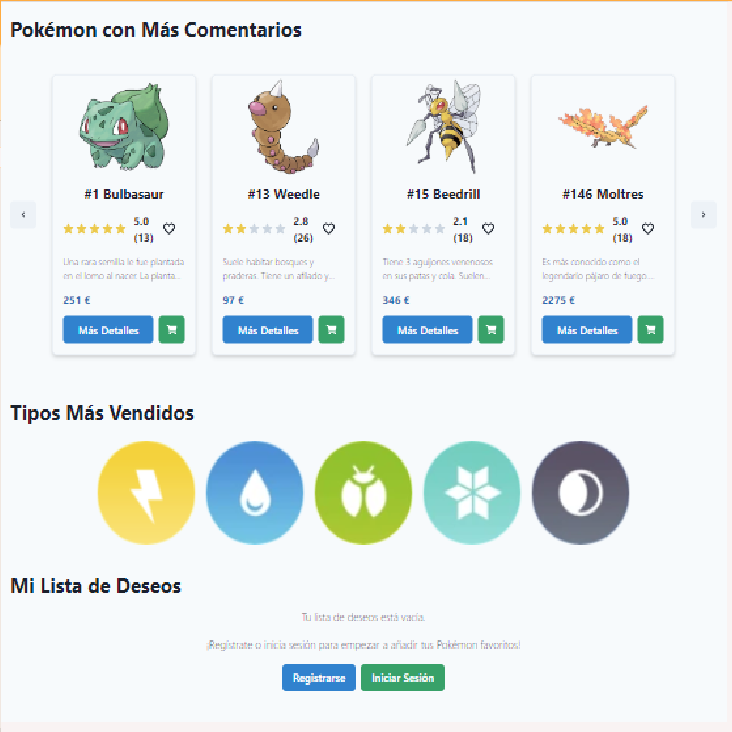 Pokémon con Más Comentarios
#1 Bulbasaur
5.0
(13)
Una rara semilla le fue plantada
en el lomo al nacer. La planta...
251 €
Más Detalles
#13 Weedle
2.8
(26)
Suele habitar bosques y
praderas. Tiene un afilado y...
97 €
Más Detalles
#15 Beedrill
2.1
(18)
Tiene 3 aguijones venenosos
en sus patas y cola. Suelen...
346 €
Más Detalles
#146 Moltres
5.0
(18)
Es más conocido como el
legendario pájaro de fuego....
2275 €
Más Detalles
Tipos Más Vendidos
Mi Lista de Deseos
Tu lista de deseos está vacía.
¡Regístrate o inicia sesión para empezar a añadir tus Pokémon favoritos!
Registrarse
Iniciar Sesión